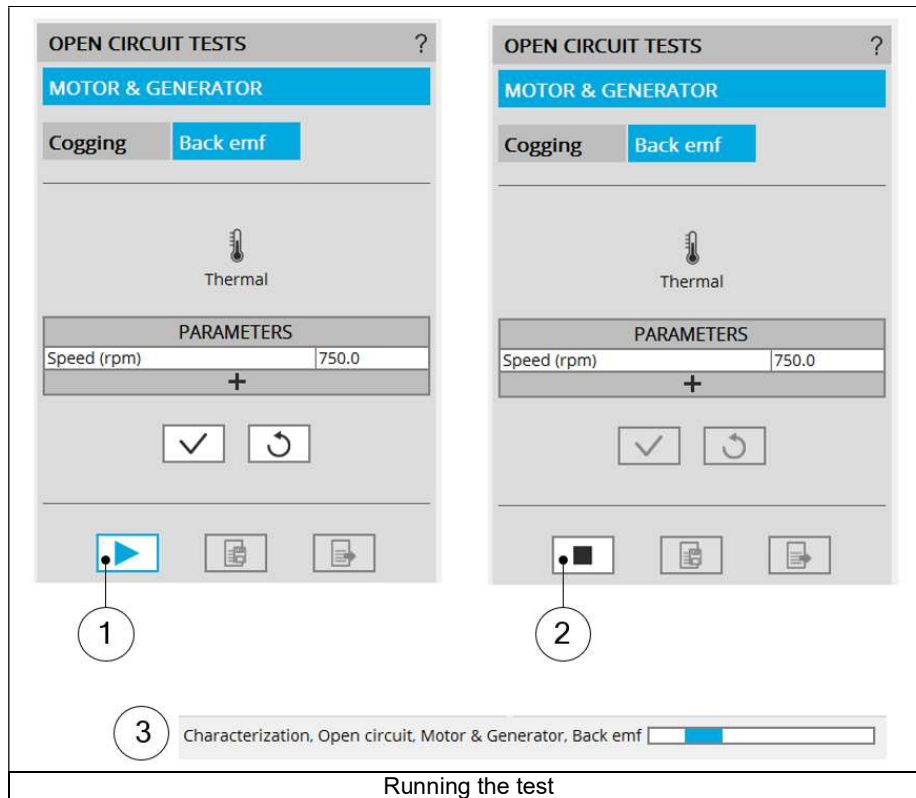 OPEN CIRCUIT TESTS ?
MOTOR & GENERATOR
Cogging Back emf
Thermal
PARAMETERS
Speed (rpm) 750.0
+
1
OPEN CIRCUIT TESTS ?
MOTOR & GENERATOR
Cogging Back emf
Thermal
PARAMETERS
Speed (rpm) 750.0
+
2
3 Characterization, Open circuit, Motor & Generator, Back emf
Running the test